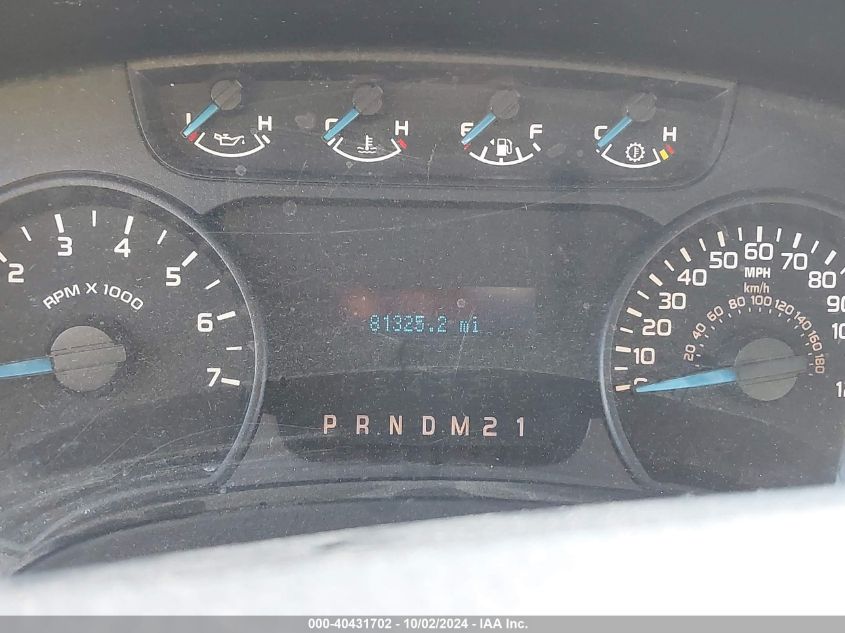 L H C H E F C H
2 3 4 5 6 7
RPM X 1000
81325.2 mi
P R N D M 2 1
0 10 20 30 40 50 60 70 80
MPH
km/h
20 40 60 80 100 120 140 160 180
000-40431702 - 10/02/2024 - IAA Inc.